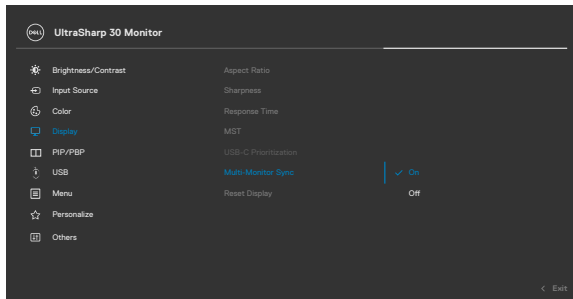 DELL UltraSharp 30 Monitor
Brightness/Contrast Aspect Ratio
Input Source Sharpness
Color Response Time
Display MST
PIP/PBP USB-C Prioritization
USB Multi-Monitor Sync On
Menu Reset Display Off
Personalize
Others
Exit